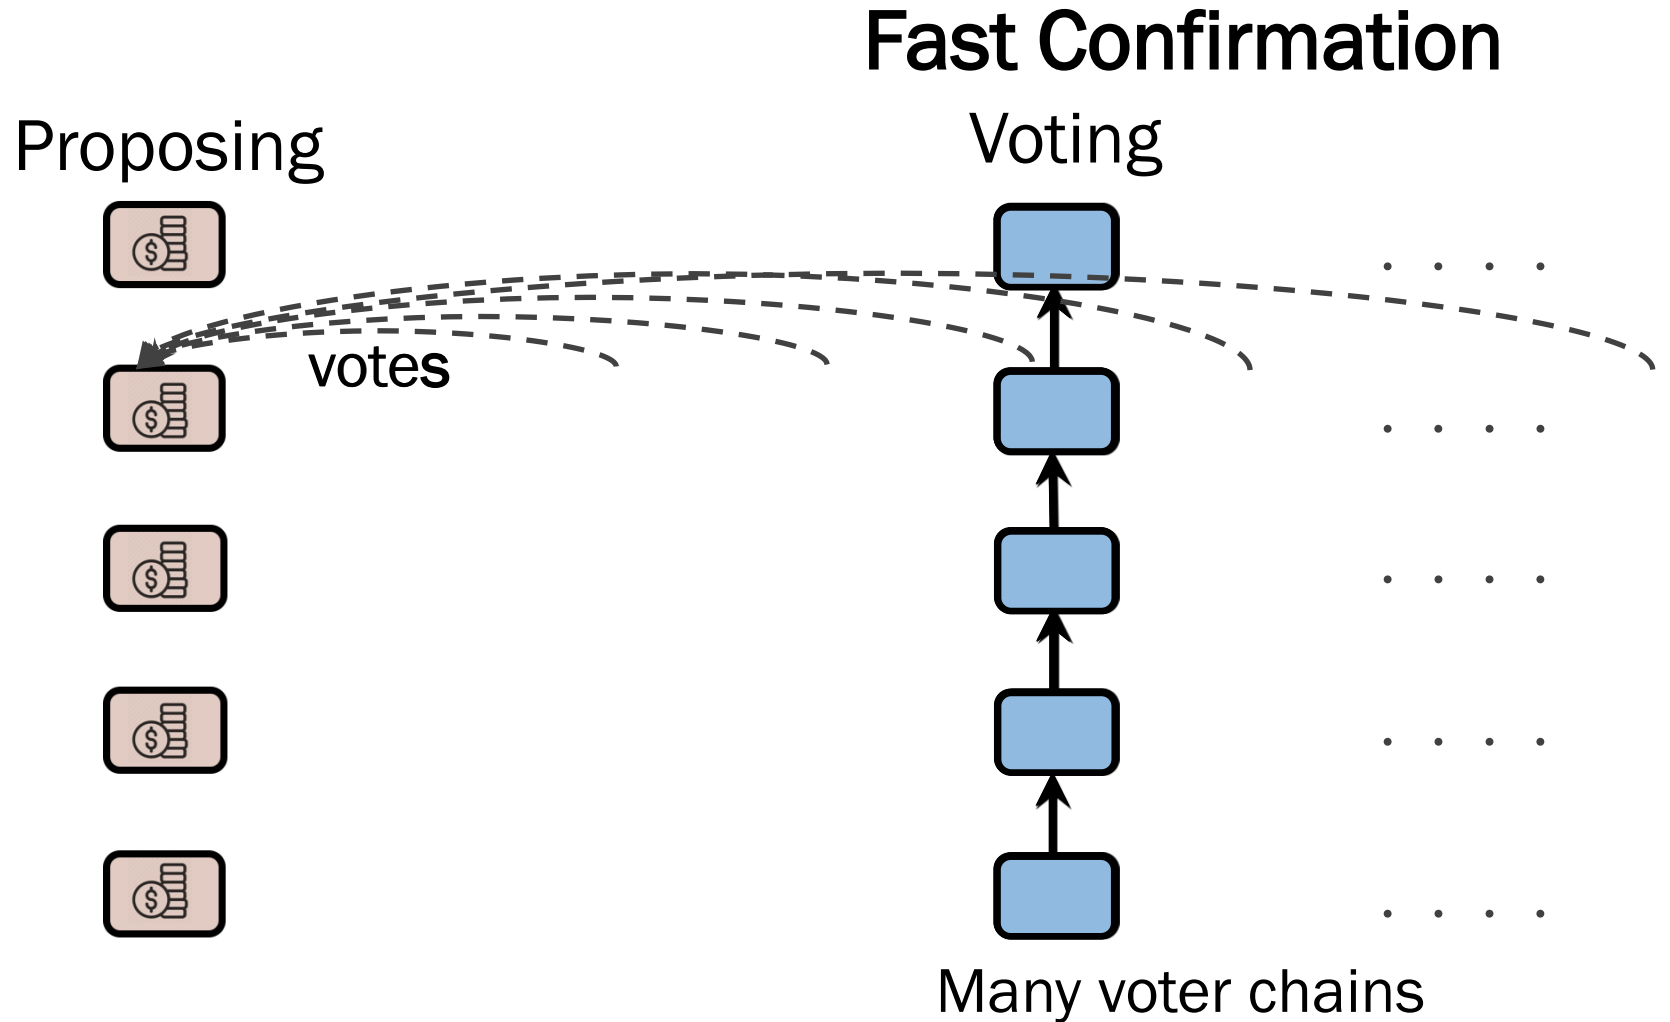 Fast Confirmation
Proposing
Voting
votes
Many voter chains